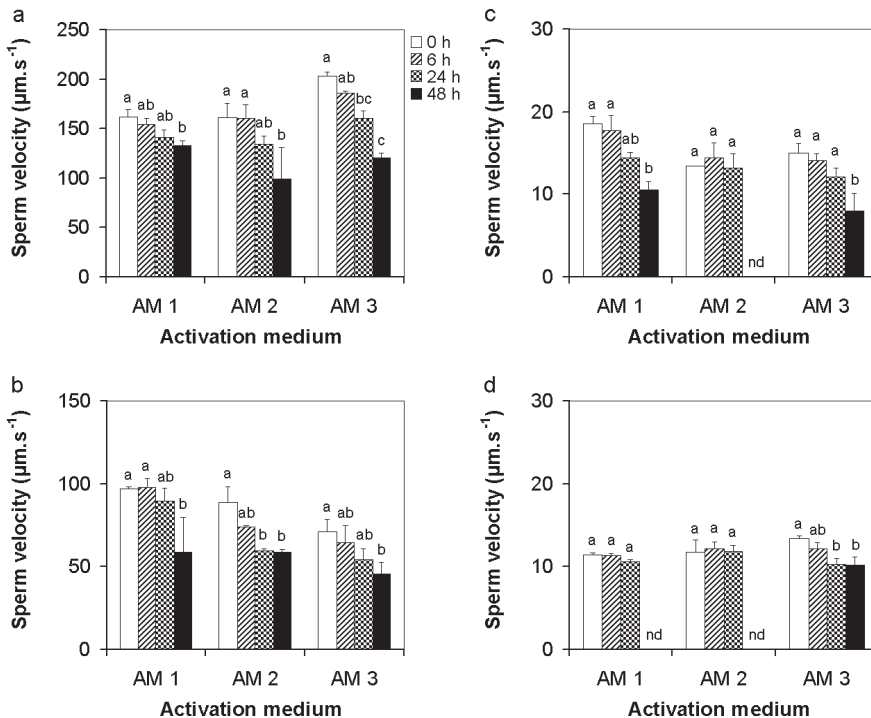 a
Sperm velocity (µm.s⁻¹)
250
200
150
100
50
0
a ab ab b
a a ab b
a ab bc c
AM 1 AM 2 AM 3
Activation medium
0 h
6 h
24 h
48 h
c
Sperm velocity (µm.s⁻¹)
30
20
10
0
a a ab b
a a a nd
a a a b
AM 1 AM 2 AM 3
Activation medium
b
Sperm velocity (µm.s⁻¹)
150
100
50
0
a a ab b
a ab b b
a ab ab b
AM 1 AM 2 AM 3
Activation medium
d
Sperm velocity (µm.s⁻¹)
30
20
10
0
a a a nd
a a a nd
a ab b b
AM 1 AM 2 AM 3
Activation medium